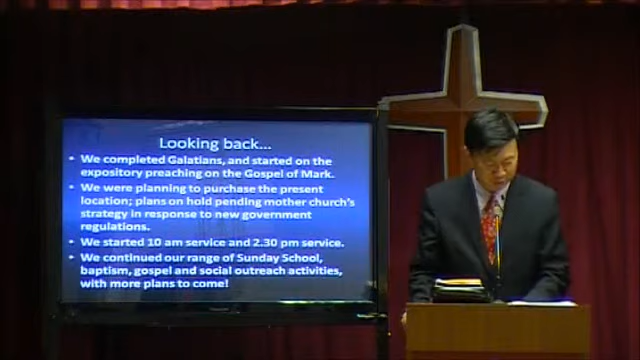 Looking back...
• We completed Galatians, and started on the
expository preaching on the Gospel of Mark.
• We were planning to purchase the present
location; plans on hold pending mother church's
strategy in response to new government
regulations.
• We started 10 am service and 2.30 pm service.
• We continued our range of Sunday School,
baptism, gospel and social outreach activities,
with more plans to come!